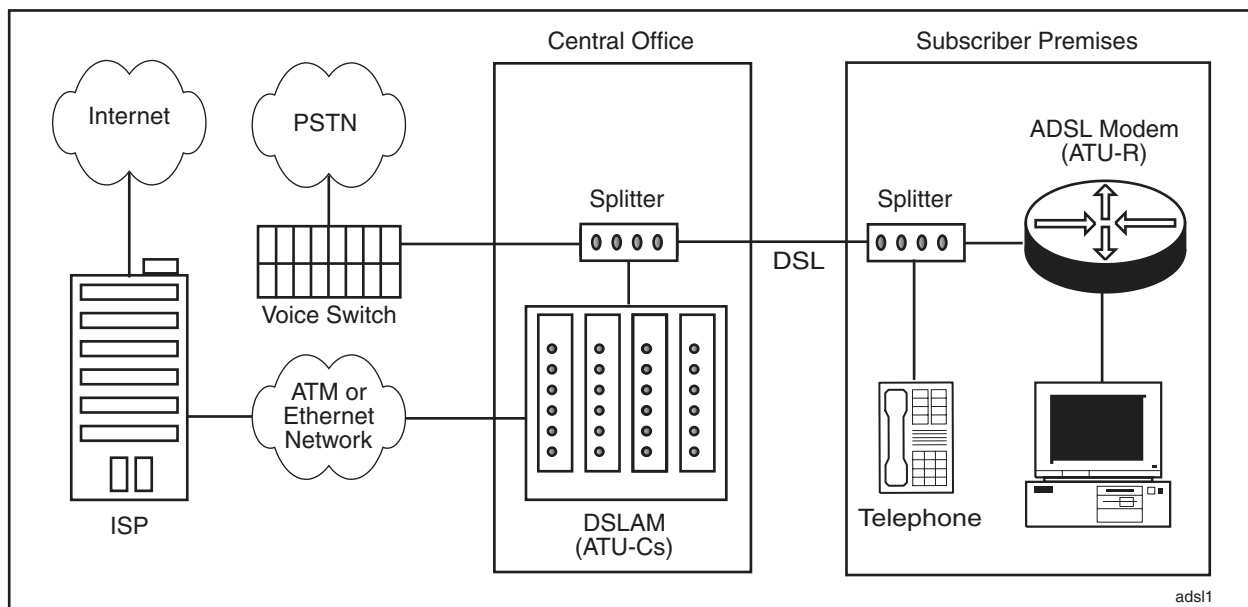 Central Office
Subscriber Premises
Internet
PSTN
ADSL Modem
(ATU-R)
Splitter
Splitter
DSL
Voice Switch
ATM or
Ethernet
Network
ISP
DSLAM
(ATU-Cs)
Telephone
adsl1